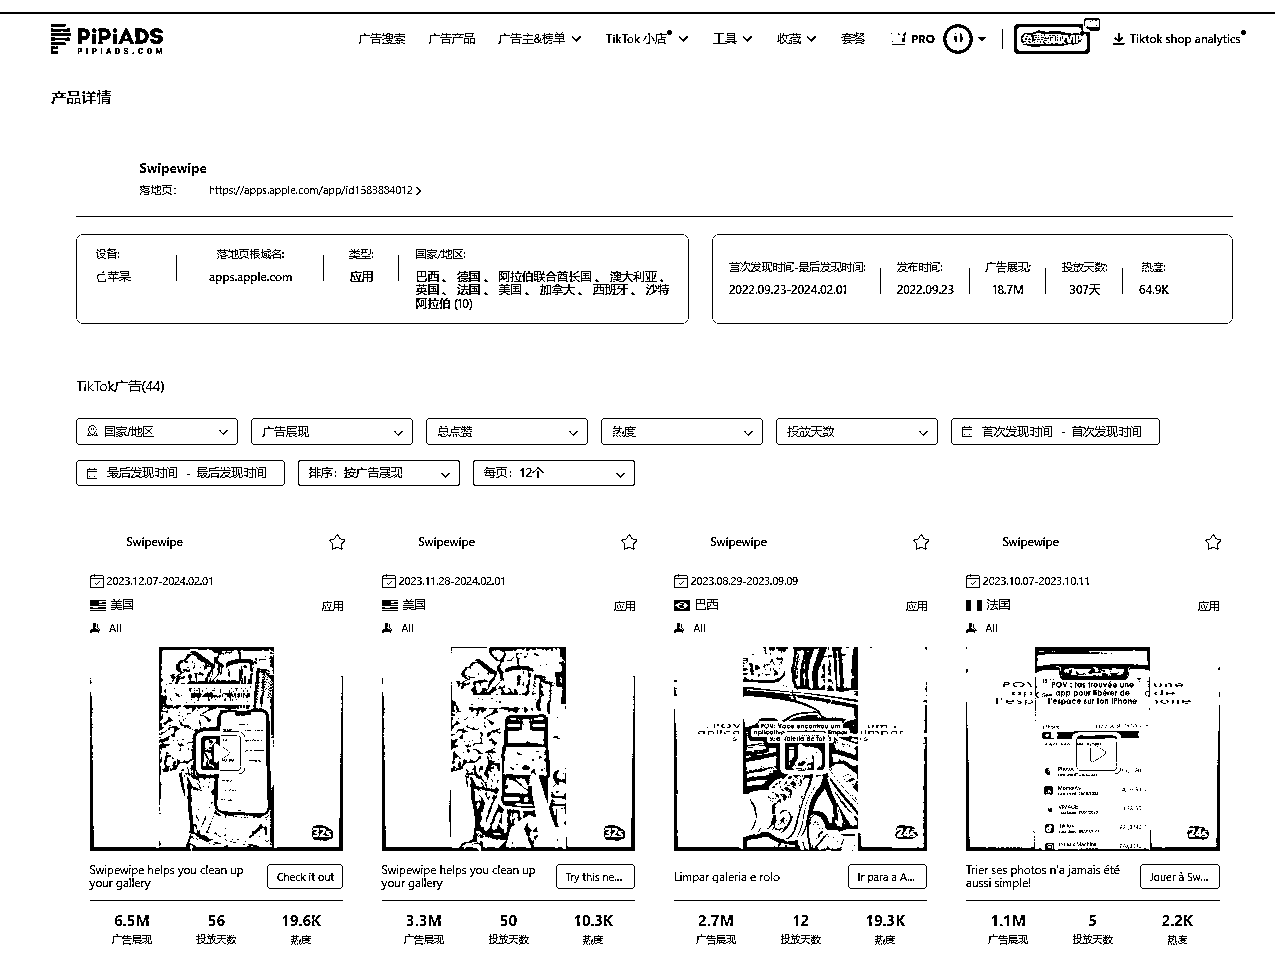 PiPiADS
PIPIADS.COM
广告搜索 广告产品 广告主&榜单 TikTok 小店 工具 收藏 套餐 PRO 免费领取VIP Tiktok shop analytics
产品详情
Swipewipe
落地页: https://apps.apple.com/app/id1583884012
设备: 落地页根域名: 类型: 国家/地区:
苹果 apps.apple.com 应用 巴西 、 德国 、 阿拉伯联合酋长国 、 澳大利亚 、
英国 、 法国 、 美国 、 加拿大 、 西班牙 、 沙特
阿拉伯 (10)
首次发现时间-最后发现时间: 发布时间: 广告展现: 投放天数: 热度:
2022.09.23-2024.02.01 2022.09.23 18.7M 307天 64.9K
TikTok广告(44)
国家/地区 广告展现 总点赞 热度 投放天数 首次发现时间 - 首次发现时间
最后发现时间 - 最后发现时间 排序: 按广告展现 每页: 12个
Swipewipe Swipewipe Swipewipe Swipewipe
2023.12.07-2024.02.01 2023.11.28-2024.02.01 2023.08.29-2023.09.09 2023.10.07-2023.10.11
美国 应用 美国 应用 巴西 应用 法国 应用
All All All All
POV: Voce encontrou um
POV : tas trouvée une
app pour libérer de
l'espace sur ton iPhone
32s 32s 24s
Swipewipe helps you clean up
your gallery
Check it out
Swipewipe helps you clean up
your gallery
Try this ne...
Limpar galeria e rolo
Ir para a A...
Trier ses photos n'a jamais été
aussi simple!
Jouer à Sw...
6.5M 56 19.6K 3.3M 50 10.3K 2.7M 12 19.3K 1.1M 5 2.2K
广告展现 投放天数 热度 广告展现 投放天数 热度 广告展现 投放天数 热度 广告展现 投放天数 热度